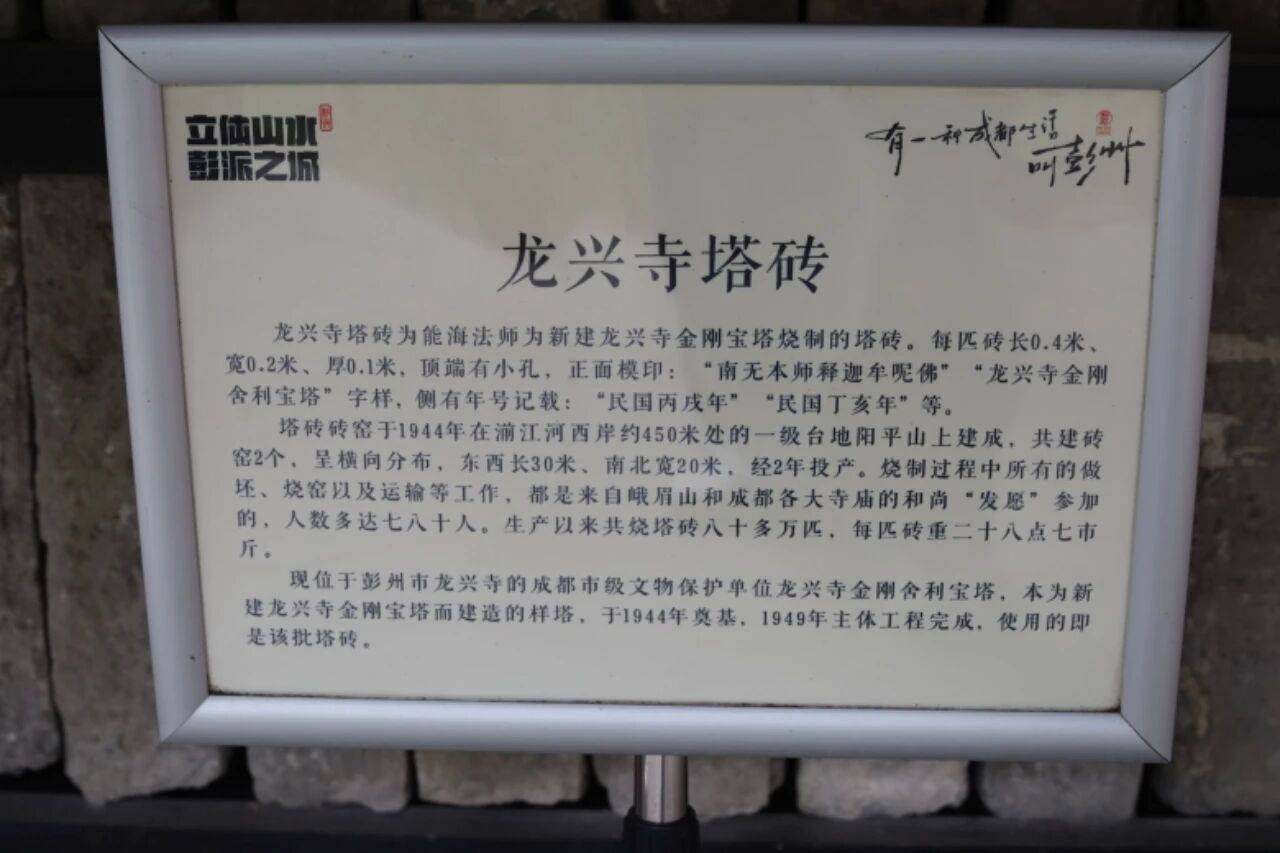 立体山水
彭派之城
有一种成都生活
叫彭州
龙兴寺塔砖
龙兴寺塔砖为能海法师为新建龙兴寺金刚宝塔烧制的塔砖。每匹砖长0.4米、
宽0.2米、厚0.1米，顶端有小孔，正面模印：“南无本师释迦牟呢佛”“龙兴寺金刚
舍利宝塔”字样，侧有年号记载：“民国丙戌年”“民国丁亥年”等。
塔砖砖窑于1944年在湔江河西岸约450米处的一级台地阳平山上建成，共建砖
窑2个，呈横向分布，东西长30米、南北宽20米，经2年投产。烧制过程中所有的做
坯、烧窑以及运输等工作，都是来自峨眉山和成都各大寺庙的和尚“发愿”参加
的，人数多达七八十人。生产以来共烧塔砖八十多万匹，每匹砖重二十八点七市
斤。
现位于彭州市龙兴寺的成都市级文物保护单位龙兴寺金刚舍利宝塔，本为新
建龙兴寺金刚宝塔而建造的样塔，于1944年奠基，1949年主体工程完成，使用的即
是该批塔砖。